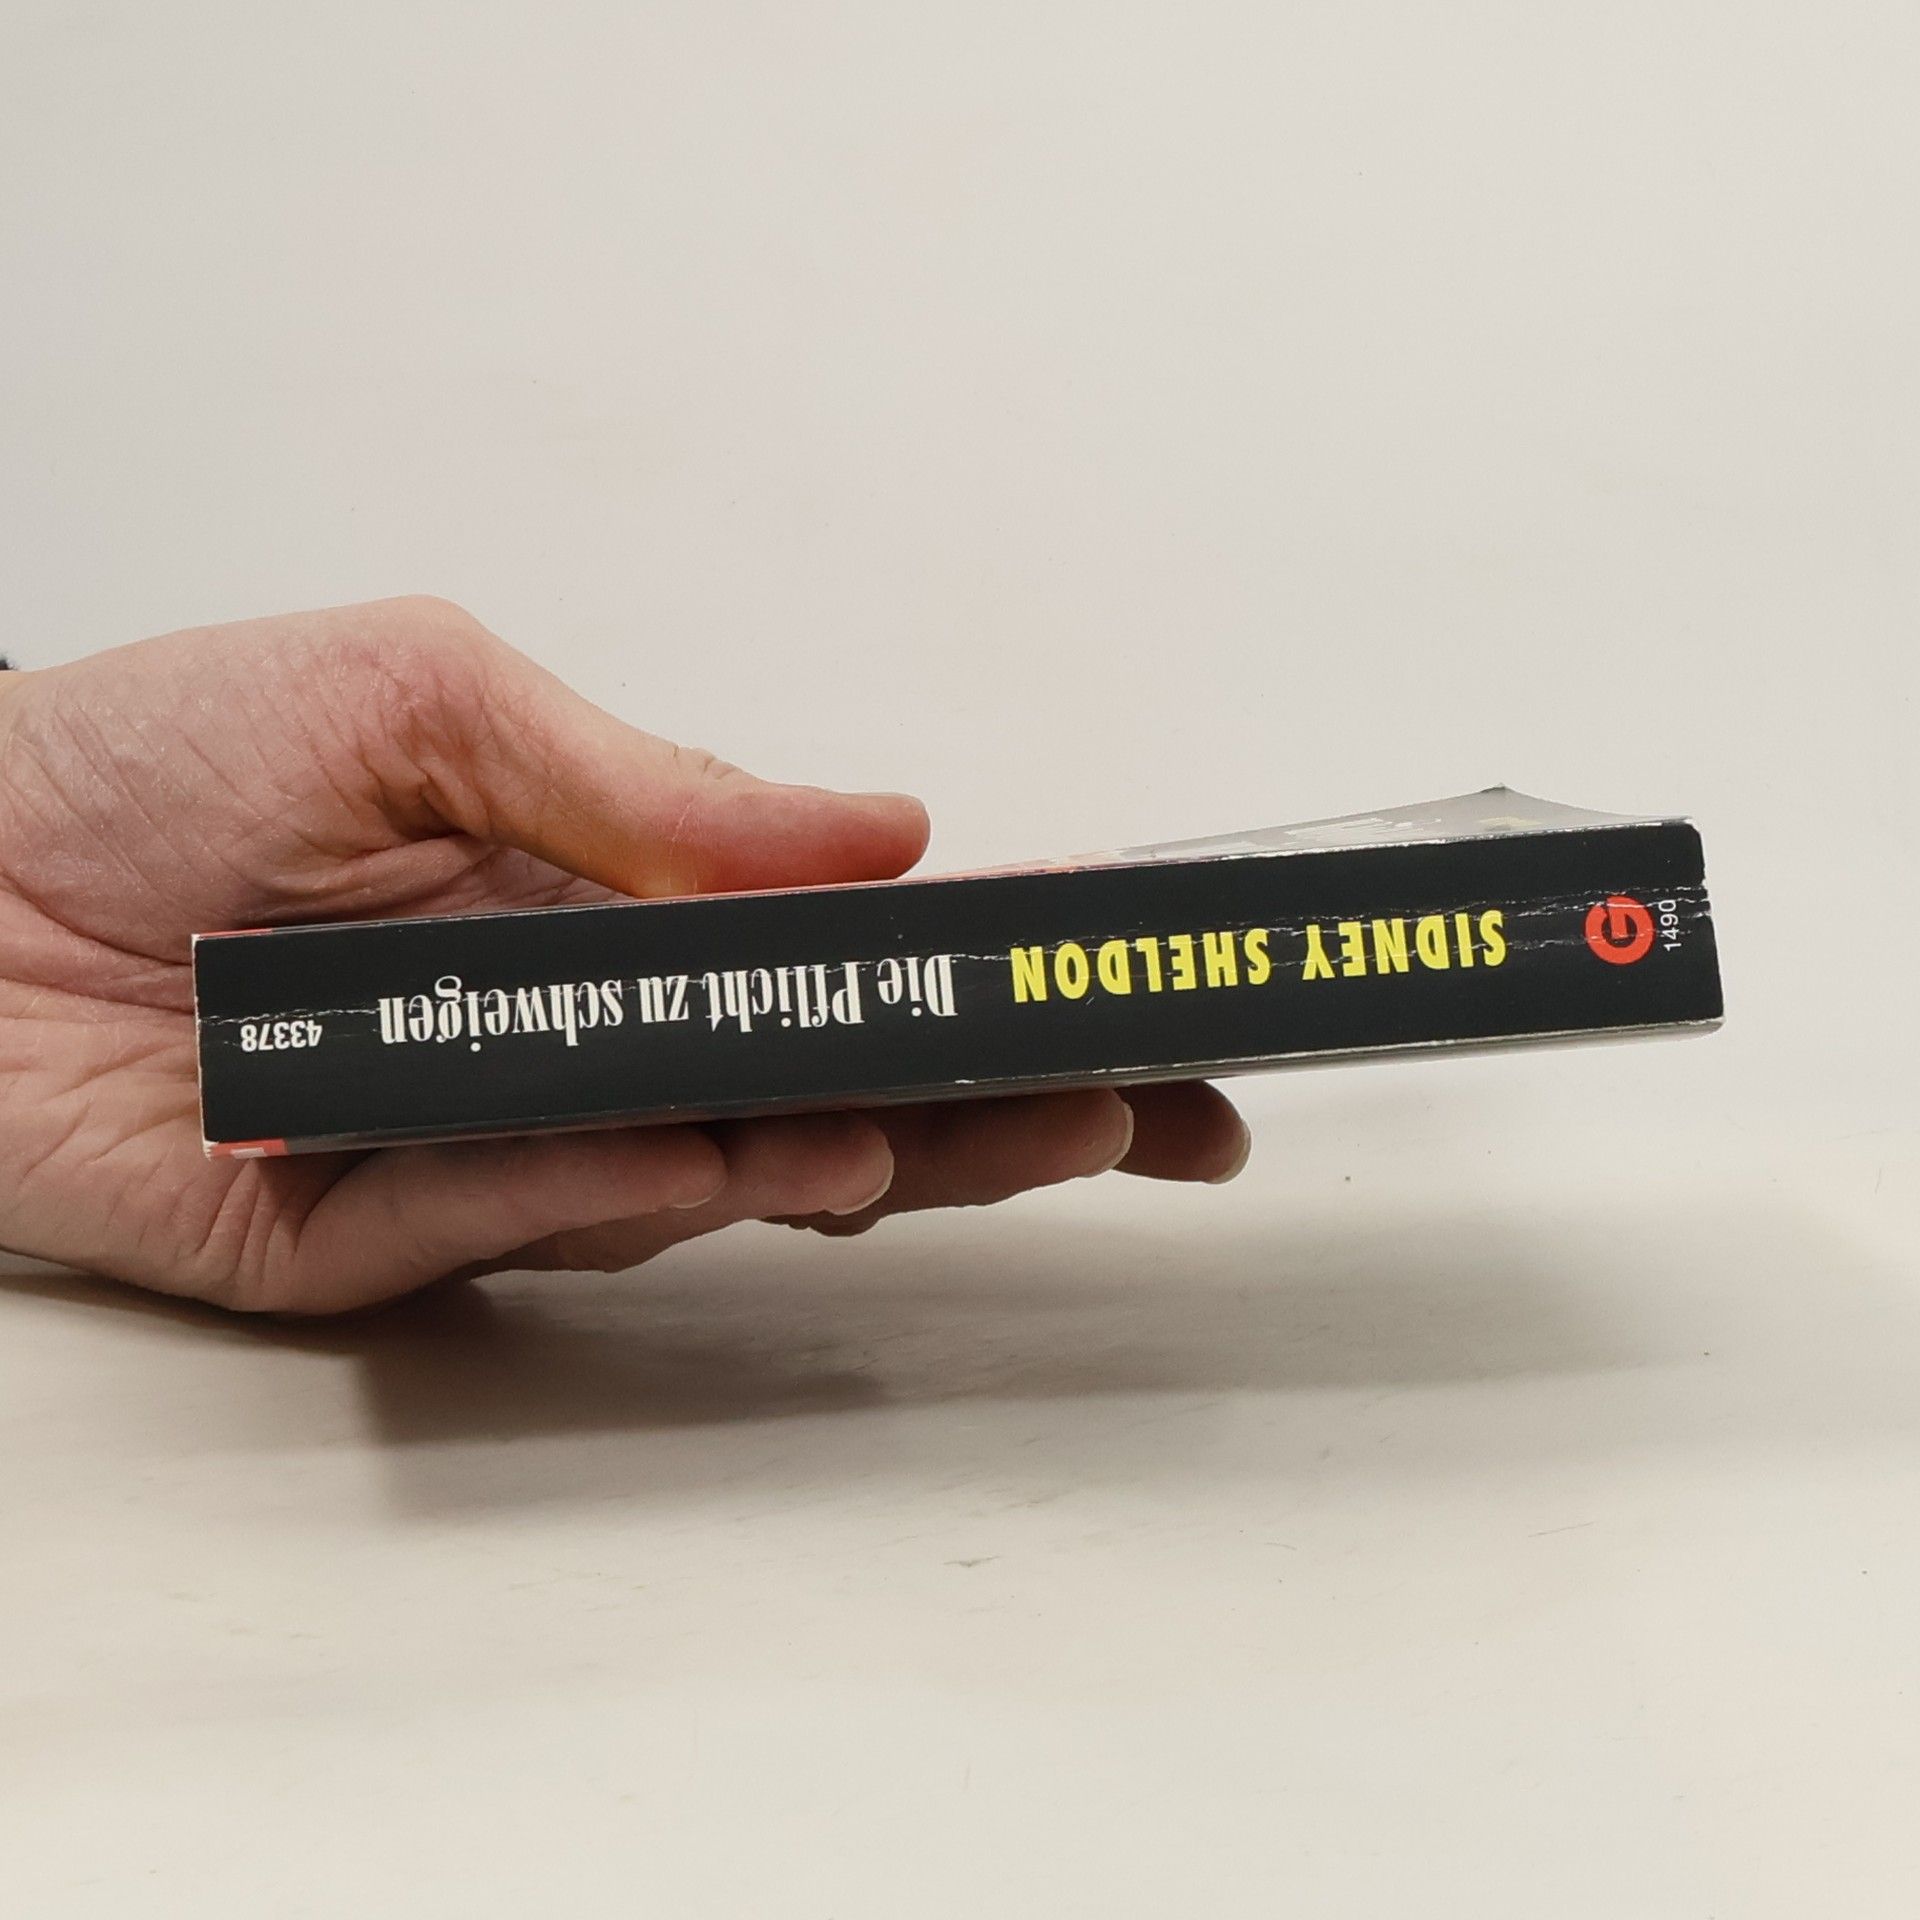 G
1490
SIDNEY SHELDON
Die Pflicht zu schweigen
43378